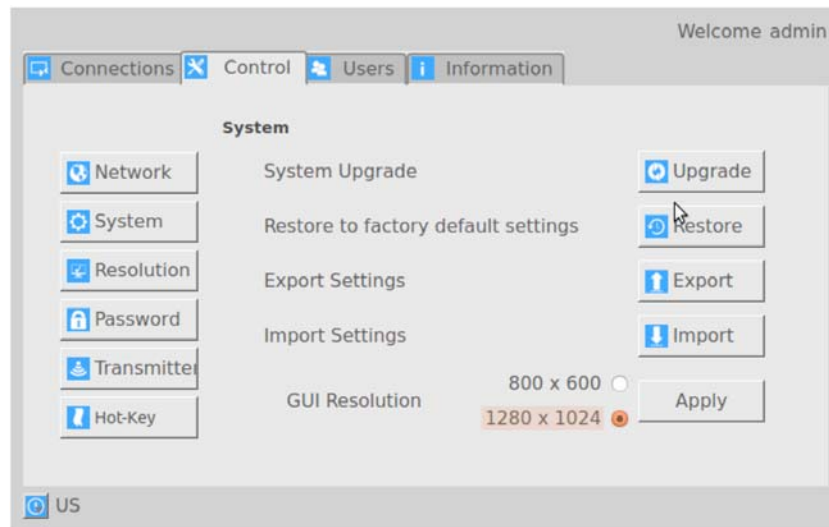 Welcome admin
Connections Control Users Information
System
Network System Upgrade Upgrade
System Restore to factory default settings Restore
Resolution Export Settings Export
Password Import Settings Import
Transmitter
800 x 600
GUI Resolution Apply
Hot-Key 1280 x 1024
US